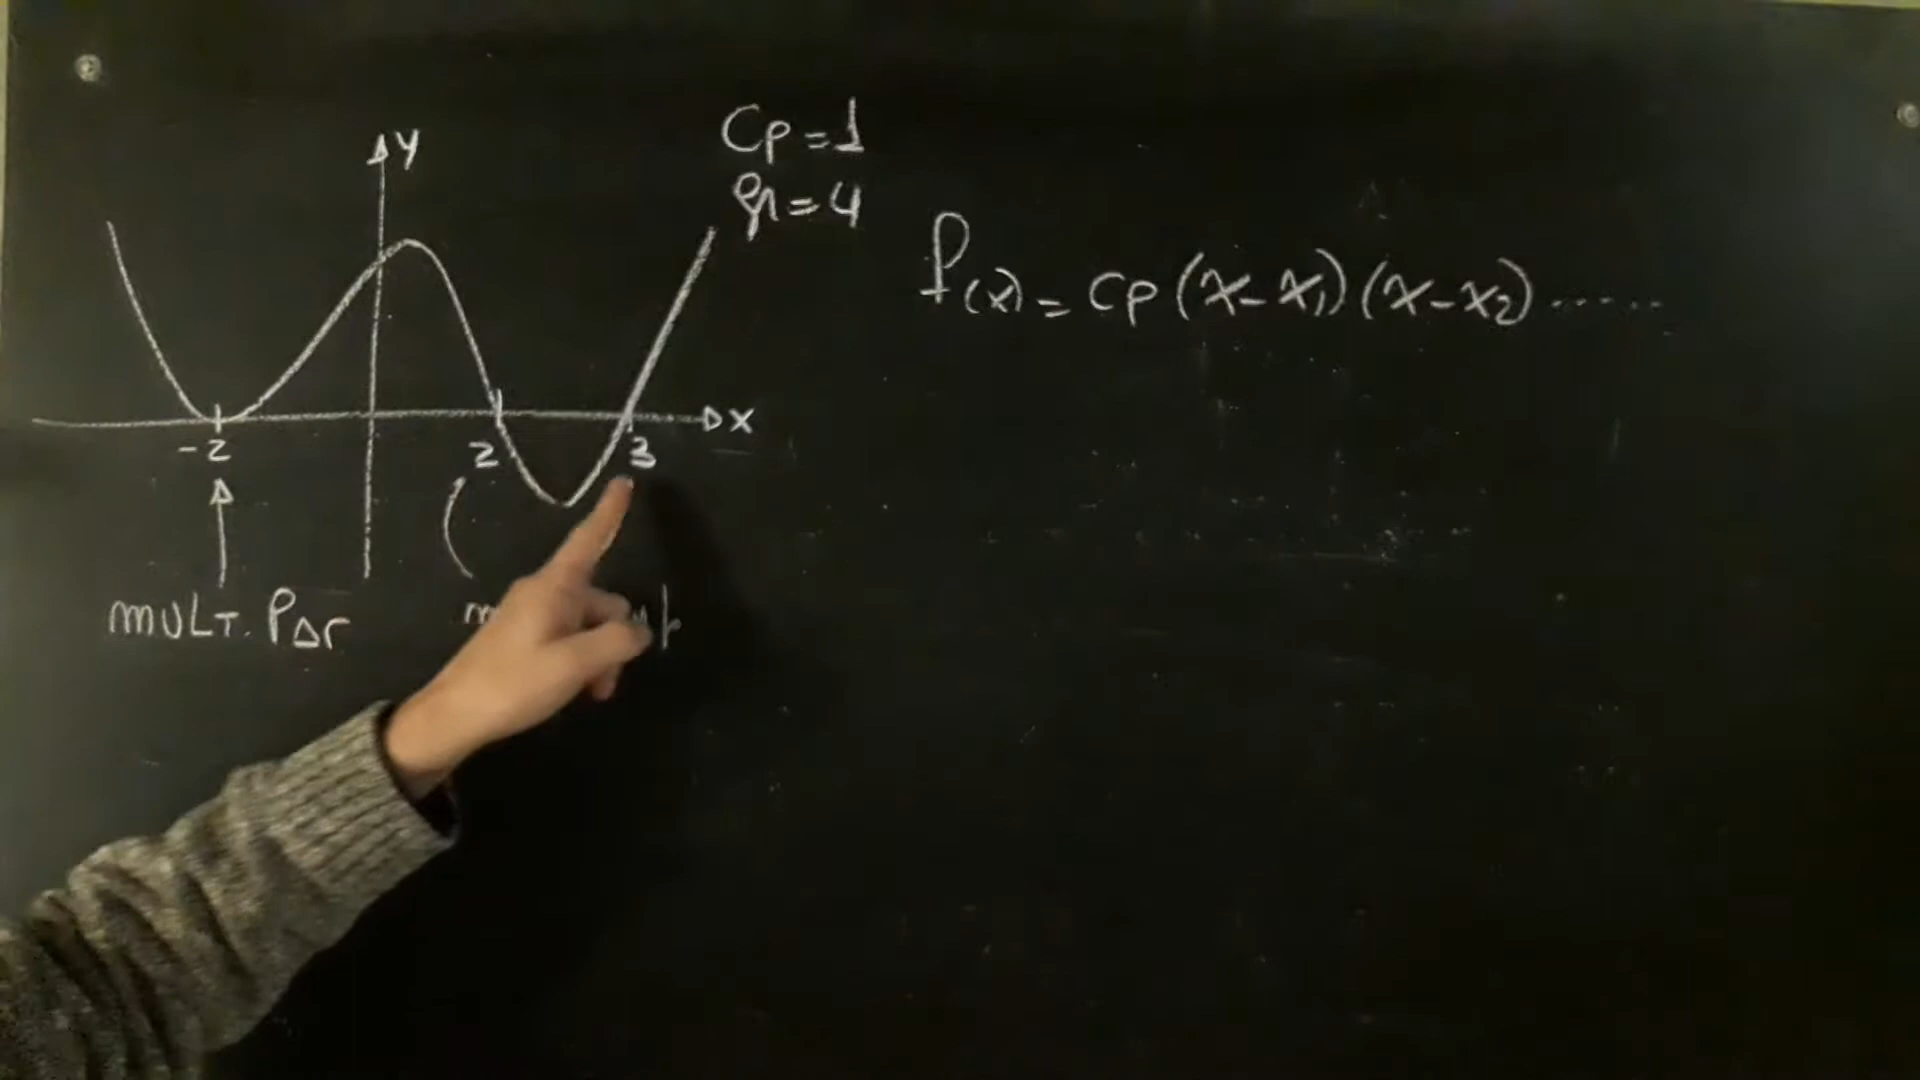 y
Cp = 1
gr = 4
P(x) = Cp (x - x1) (x - x2) ......
x
-2
2
3
MULT. PAr